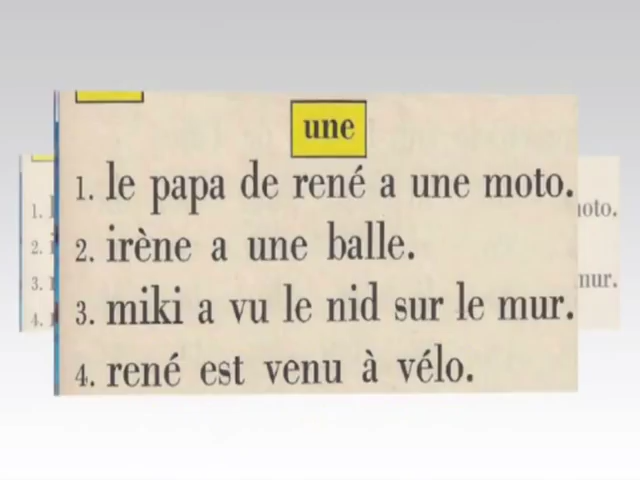 une
1. le papa de rené a une moto.
2. irène a une balle.
3. miki a vu le nid sur le mur.
4. rené est venu à vélo.